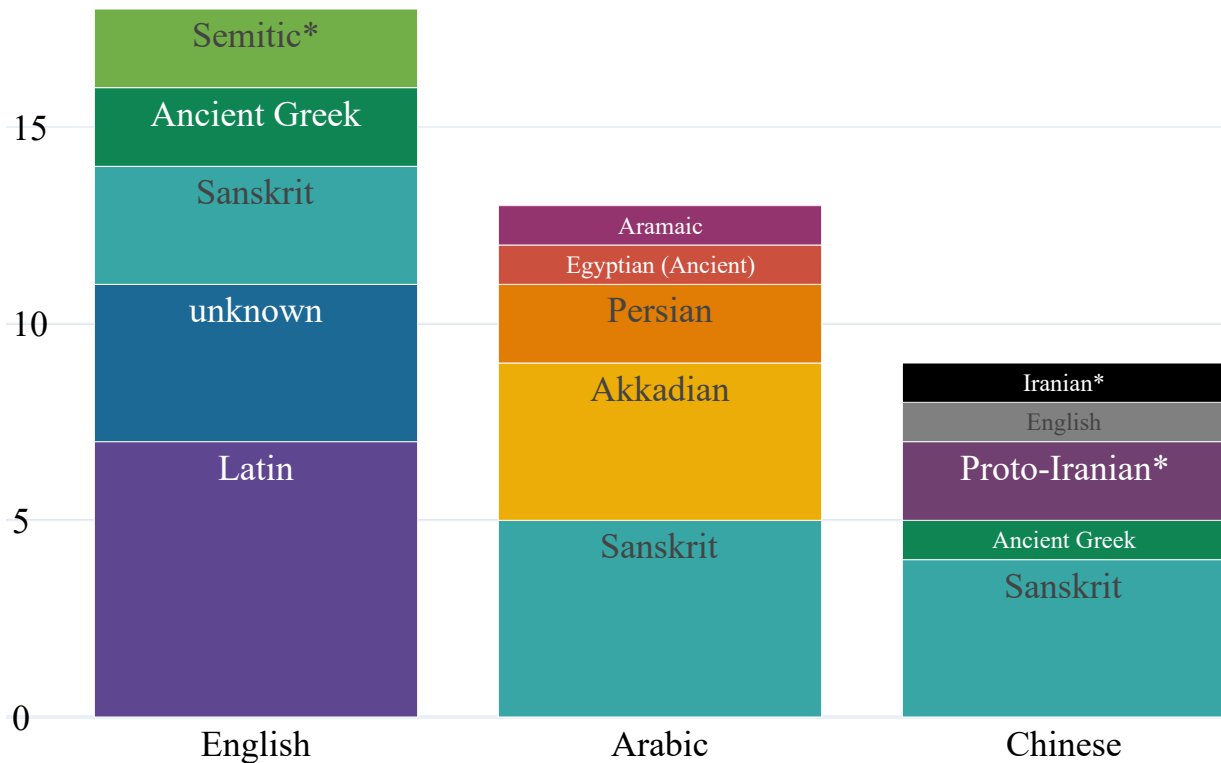 Semitic*
Ancient Greek
15
Sanskrit
Aramaic
Egyptian (Ancient)
unknown
Persian
10
Akkadian
Iranian*
English
Latin
Proto-Iranian*
5
Sanskrit
Ancient Greek
Sanskrit
0
English
Arabic
Chinese